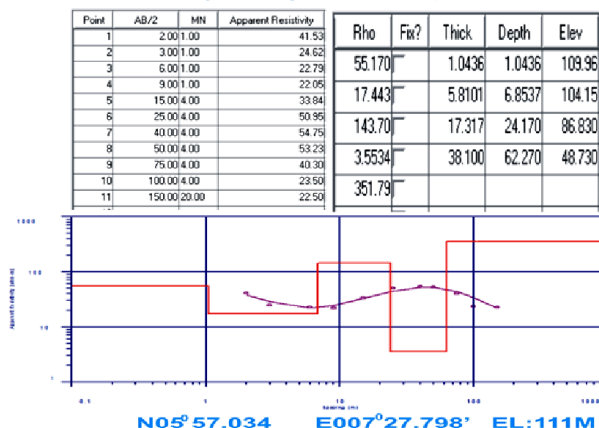 Point AB/2 MN Apparent Resistivity
1 2.00 1.00 41.53
2 3.00 1.00 24.62
3 6.00 1.00 22.79
4 9.00 1.00 22.05
5 15.00 4.00 33.84
6 25.00 4.00 50.95
7 40.00 4.00 54.75
8 50.00 4.00 53.23
9 75.00 4.00 40.30
10 100.00 4.00 23.50
11 150.00 20.00 22.50
Rho Fix? Thick Depth Elev
55.170 1.0436 1.0436 109.96
17.443 5.8101 6.8537 104.15
143.70 17.317 24.170 86.830
3.5534 38.100 62.270 48.730
351.79
1000
100
10
1
Apparent Resistivity (ohm-m)
0.1 1 10 100 1000
Spacing (m)
N05°57.034 E007°27.798' EL:111M